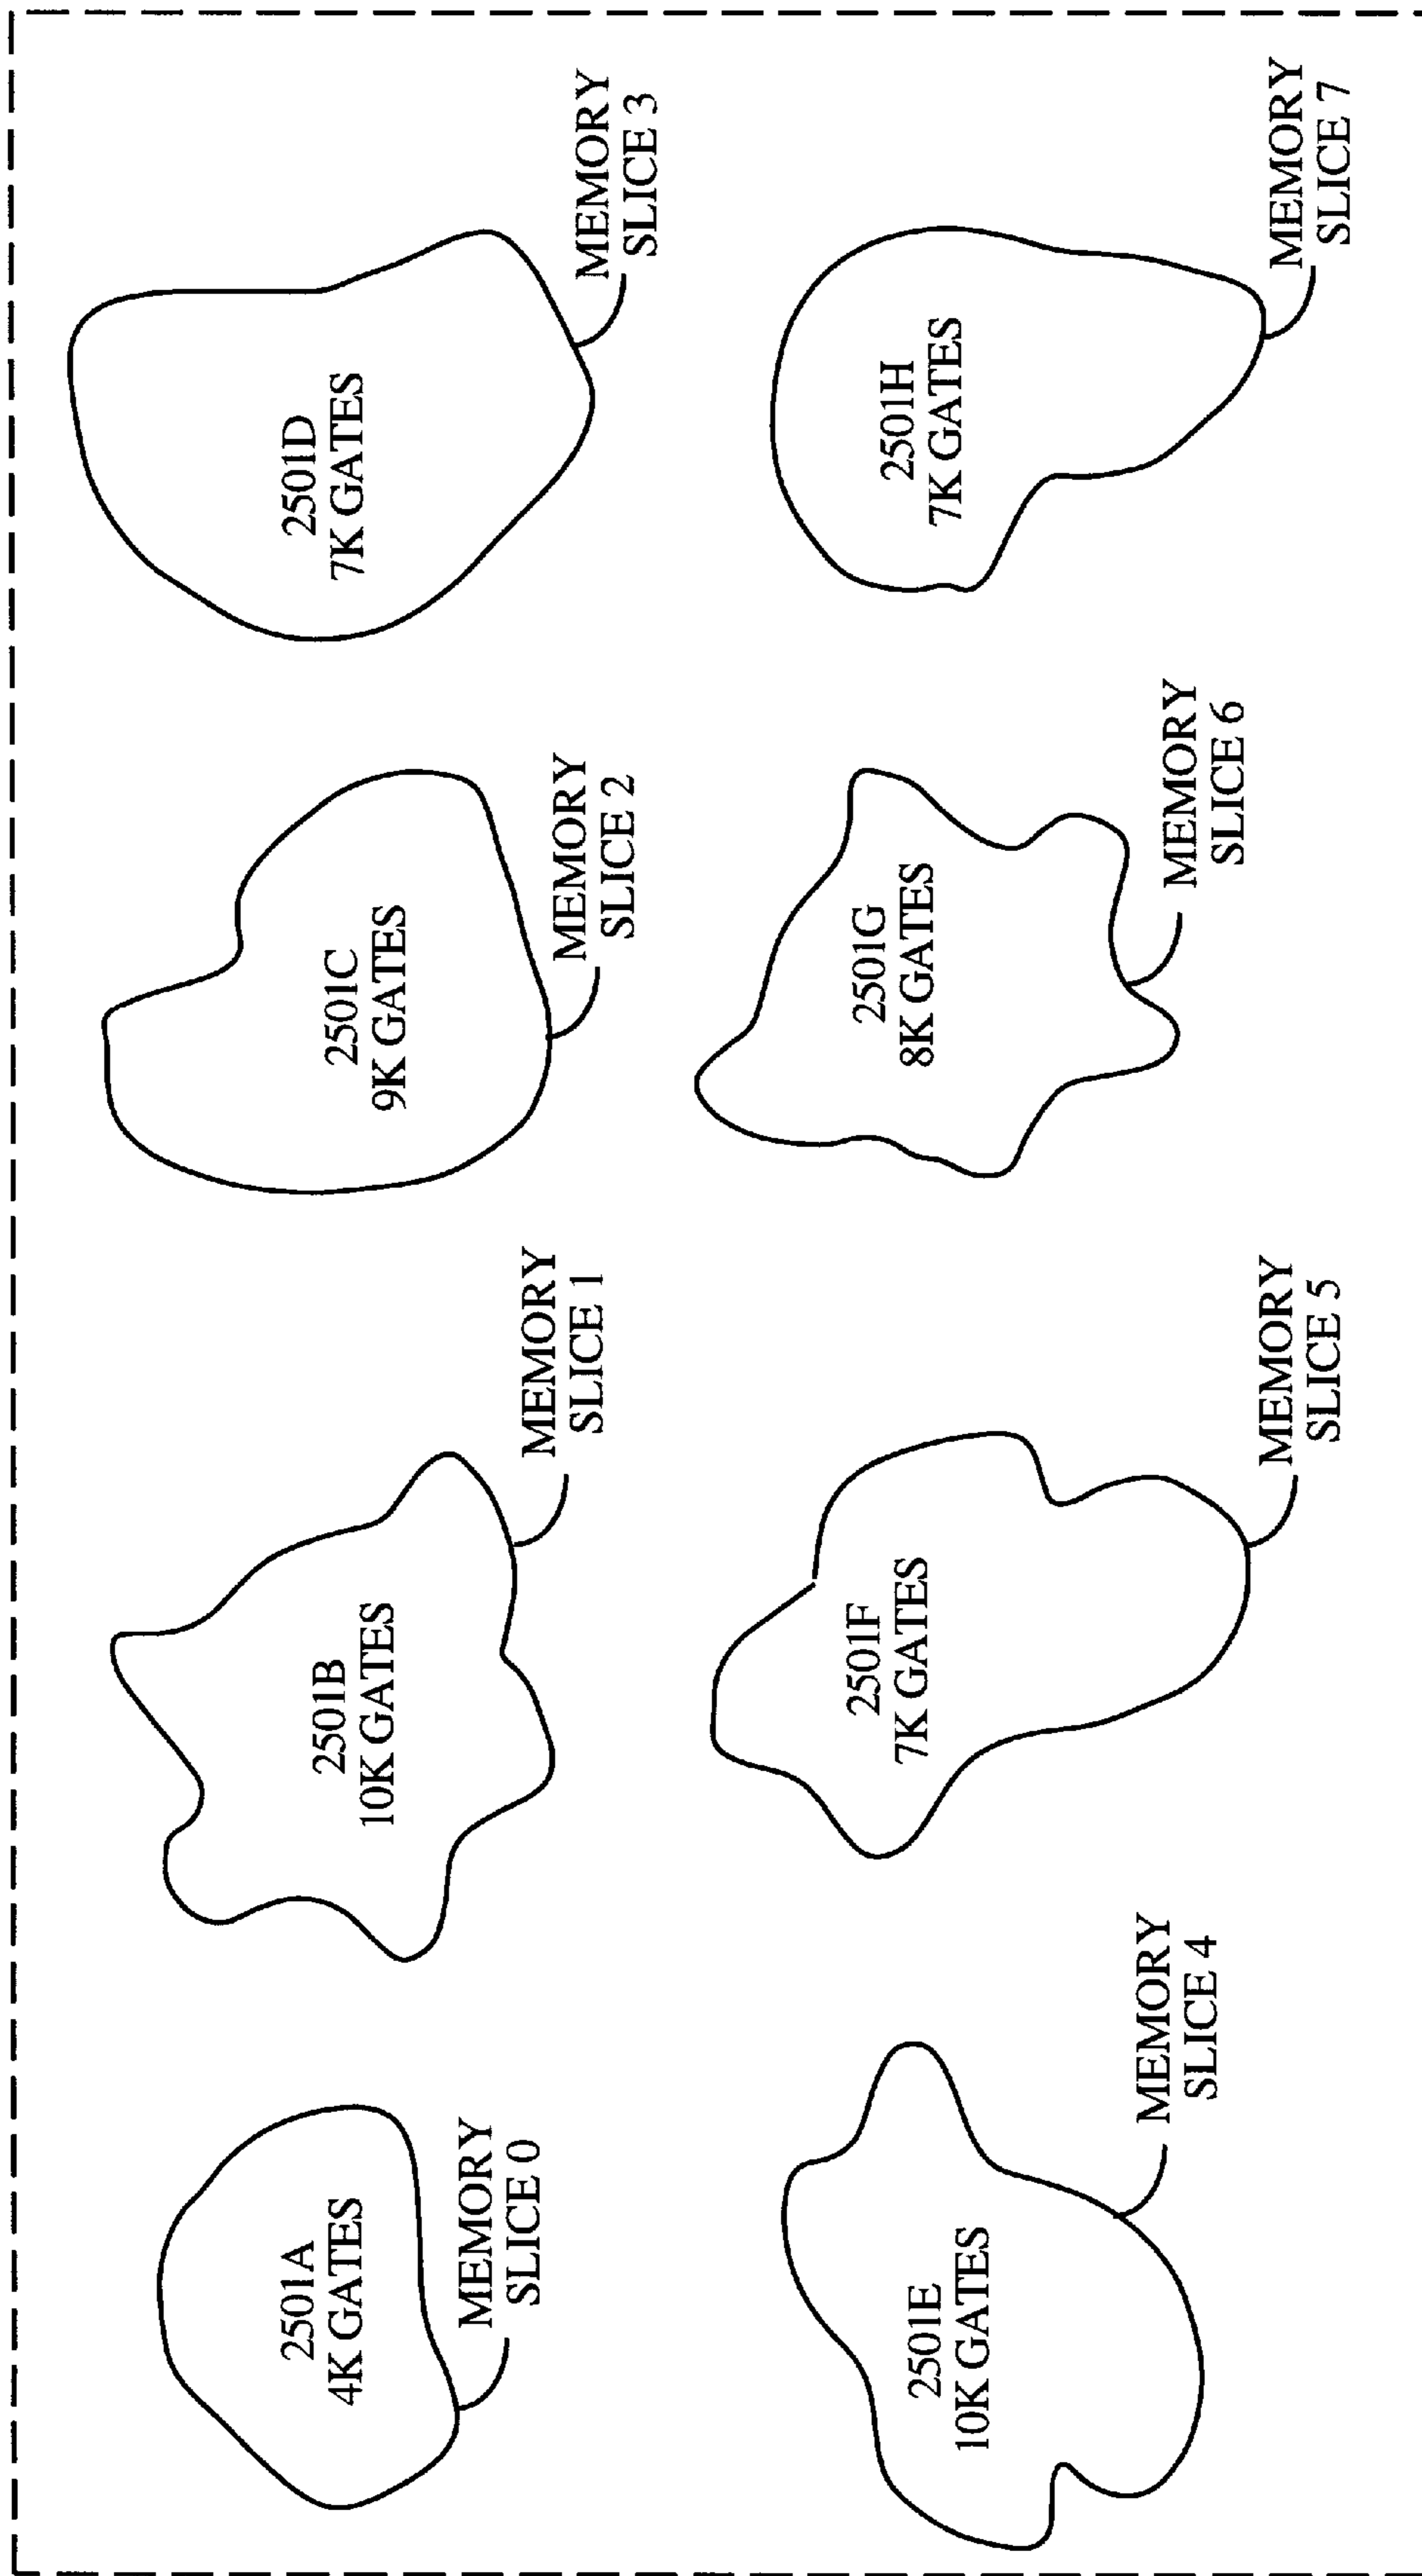 2501A
4K GATES
MEMORY
SLICE 0
2501B
10K GATES
MEMORY
SLICE 1
2501C
9K GATES
MEMORY
SLICE 2
2501D
7K GATES
MEMORY
SLICE 3
2501E
10K GATES
MEMORY
SLICE 4
2501F
7K GATES
MEMORY
SLICE 5
2501G
8K GATES
MEMORY
SLICE 6
2501H
7K GATES
MEMORY
SLICE 7